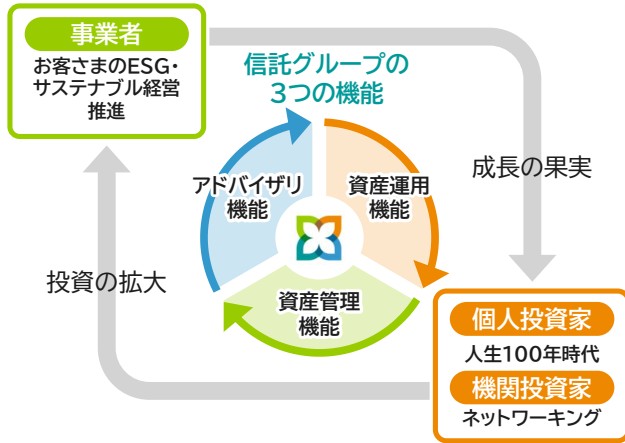 事業者
お客さまのESG・
サステナブル経営
推進
信託グループの
3つの機能
アドバイザリ
機能
資産運用
機能
成長の果実
投資の拡大
資産管理
機能
個人投資家
人生100年時代
機関投資家
ネットワーキング